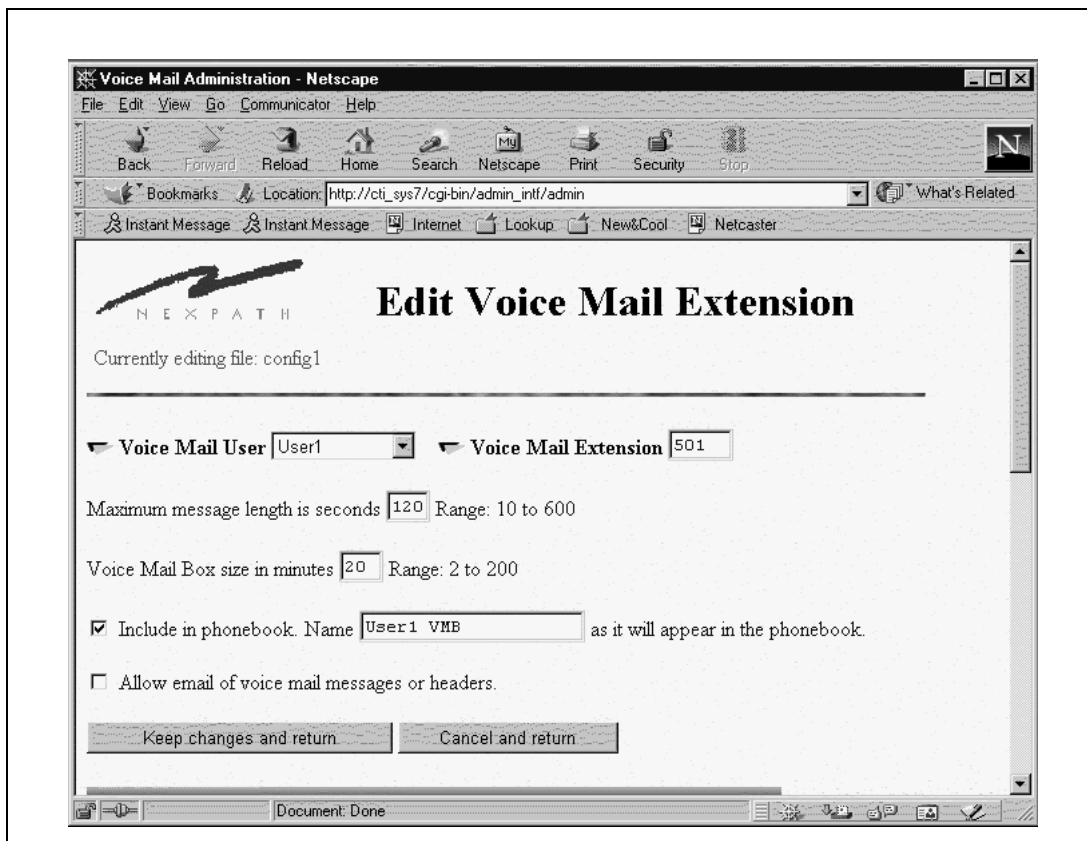 Voice Mail Administration - Netscape
File Edit View Go Communicator Help
My
N
Back Forward Reload Home Search Netscape Print Security Stop
Bookmarks Location: http://cti_sys7/cgi-bin/admin_intf/admin What's Related
Instant Message Instant Message Internet Lookup New&Cool Netcaster
NEXPATH
Edit Voice Mail Extension
Currently editing file: config1
Voice Mail User User1 Voice Mail Extension 501
Maximum message length is seconds 120 Range: 10 to 600
Voice Mail Box size in minutes 20 Range: 2 to 200
Include in phonebook. Name User1 VMB as it will appear in the phonebook.
Allow email of voice mail messages or headers.
Keep changes and return Cancel and return
Document: Done